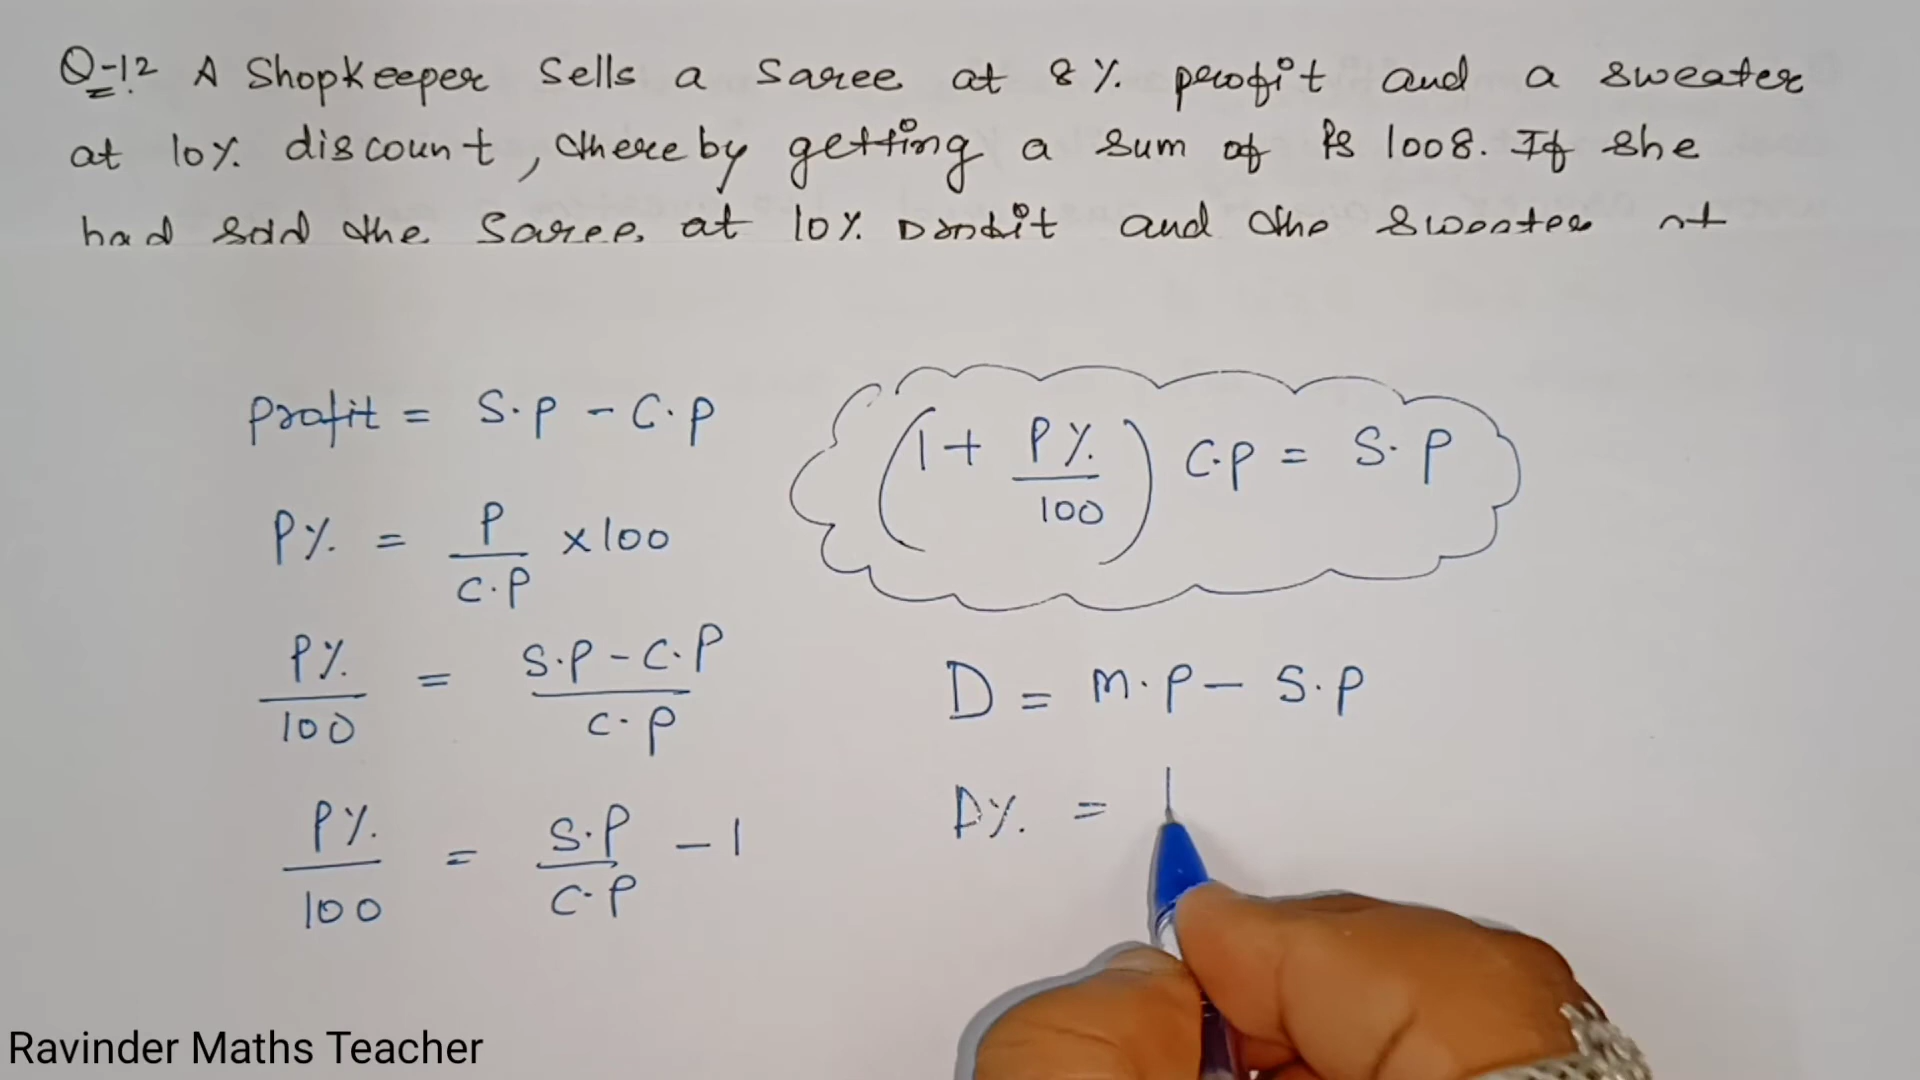 Q-12 A Shopkeeper Sells a Saree at 8% profit and a sweater
at 10% discount, thereby getting a sum of Rs 1008. If she
had sold the Saree at 10% profit and the sweater at
Profit = S.P - C.P
P% = P/C.P × 100
P%/100 = S.P - C.P/C.P
P%/100 = S.P/C.P - 1
(1 + P%/100) C.P = S.P
D = M.P - S.P
D% =
Ravinder Maths Teacher